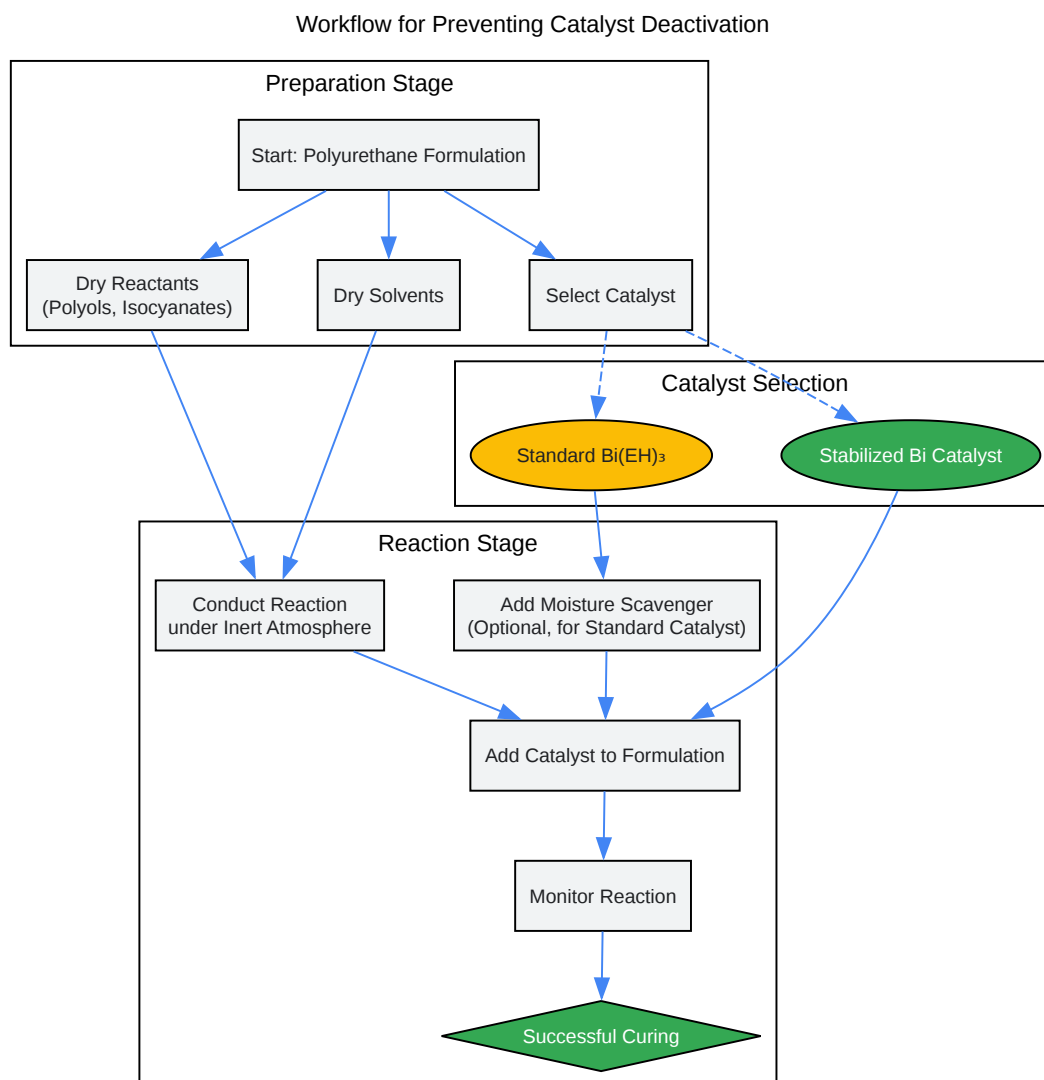 Workflow for Preventing Catalyst Deactivation
Preparation Stage
Start: Polyurethane Formulation
Dry Reactants
(Polyols, Isocyanates)
Dry Solvents
Select Catalyst
Catalyst Selection
Standard Bi(EH)₃
Stabilized Bi Catalyst
Reaction Stage
Conduct Reaction
under Inert Atmosphere
Add Moisture Scavenger
(Optional, for Standard Catalyst)
Add Catalyst to Formulation
Monitor Reaction
Successful Curing